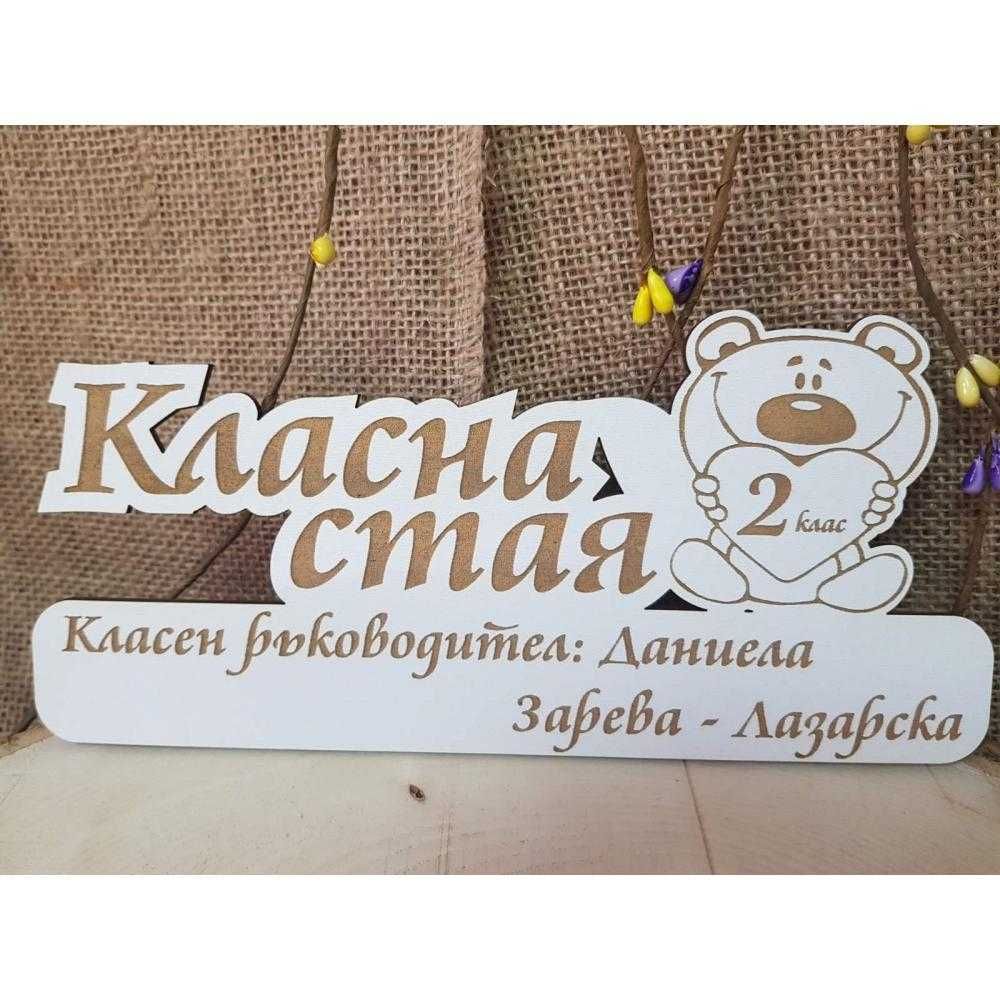 Класна
стая
2 клас
Класен ръководител: Даниела
Зарева - Лазарска